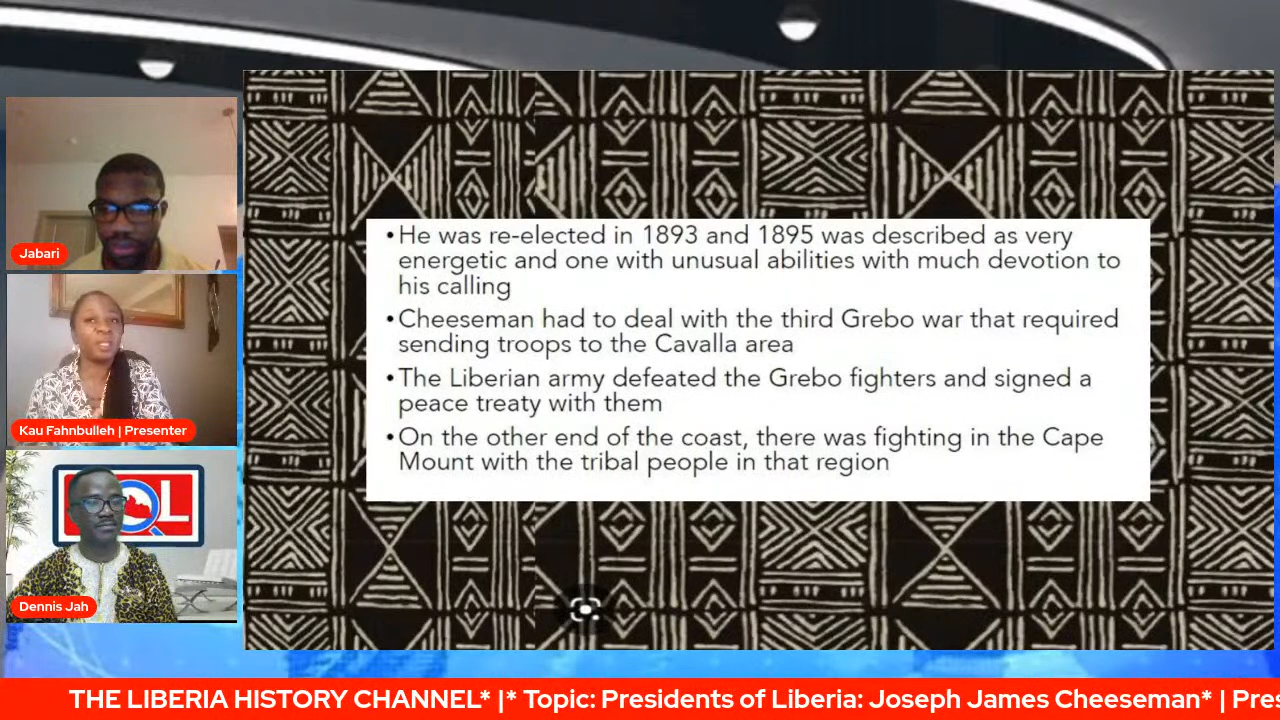 Jabari
Kau Fahnbulleh | Presenter
Dennis Jah
•He was re-elected in 1893 and 1895 was described as very
energetic and one with unusual abilities with much devotion to
his calling
•Cheeseman had to deal with the third Grebo war that required
sending troops to the Cavalla area
•The Liberian army defeated the Grebo fighters and signed a
peace treaty with them
•On the other end of the coast, there was fighting in the Cape
Mount with the tribal people in that region
THE LIBERIA HISTORY CHANNEL* |* Topic: Presidents of Liberia: Joseph James Cheeseman* | Pres